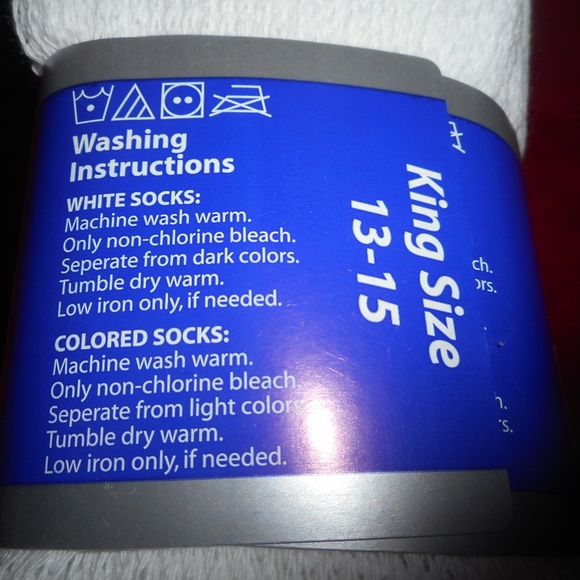 Washing
Instructions
WHITE SOCKS:
Machine wash warm.
Only non-chlorine bleach.
Seperate from dark colors.
Tumble dry warm.
Low iron only, if needed.
COLORED SOCKS:
Machine wash warm.
Only non-chlorine bleach.
Seperate from light colors
Tumble dry warm.
Low iron only, if needed.
King Size
13-15
ch.
ors.
h.
's.